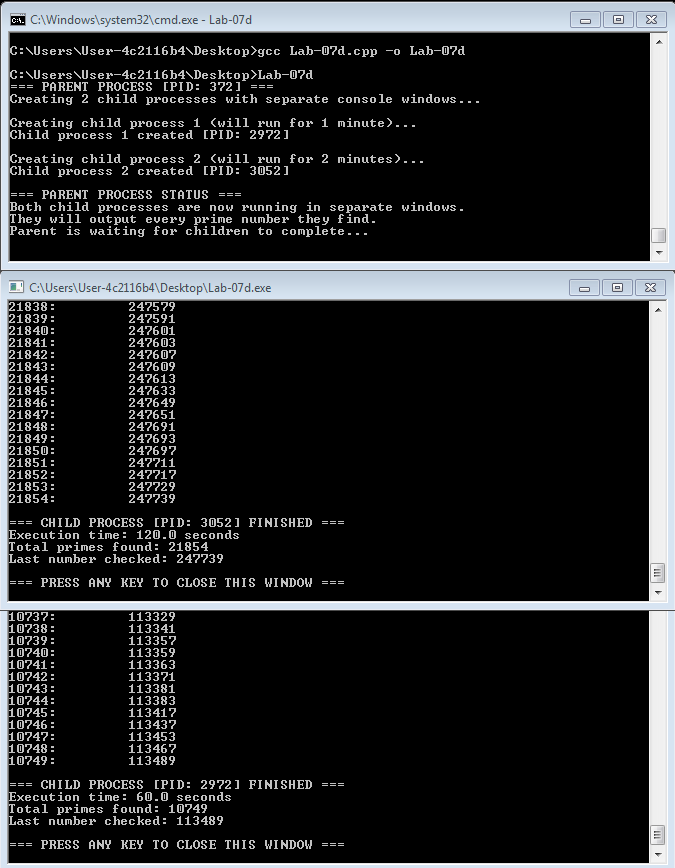 C:\Windows\system32\cmd.exe - Lab-07d
C:\Users\User-4c2116b4\Desktop>gcc Lab-07d.cpp -o Lab-07d
C:\Users\User-4c2116b4\Desktop>Lab-07d
=== PARENT PROCESS [PID: 372] ===
Creating 2 child processes with separate console windows...
Creating child process 1 (will run for 1 minute)...
Child process 1 created [PID: 2972]
Creating child process 2 (will run for 2 minutes)...
Child process 2 created [PID: 3052]
=== PARENT PROCESS STATUS ===
Both child processes are now running in separate windows.
They will output every prime number they find.
Parent is waiting for children to complete...
C:\Users\User-4c2116b4\Desktop\Lab-07d.exe
21838: 247579
21839: 247591
21840: 247601
21841: 247603
21842: 247607
21843: 247609
21844: 247613
21845: 247633
21846: 247649
21847: 247651
21848: 247691
21849: 247693
21850: 247697
21851: 247711
21852: 247717
21853: 247729
21854: 247739
=== CHILD PROCESS [PID: 3052] FINISHED ===
Execution time: 120.0 seconds
Total primes found: 21854
Last number checked: 247739
=== PRESS ANY KEY TO CLOSE THIS WINDOW ===
10737: 113329
10738: 113341
10739: 113357
10740: 113359
10741: 113363
10742: 113371
10743: 113381
10744: 113383
10745: 113417
10746: 113437
10747: 113453
10748: 113467
10749: 113489
=== CHILD PROCESS [PID: 2972] FINISHED ===
Execution time: 60.0 seconds
Total primes found: 10749
Last number checked: 113489
=== PRESS ANY KEY TO CLOSE THIS WINDOW ===